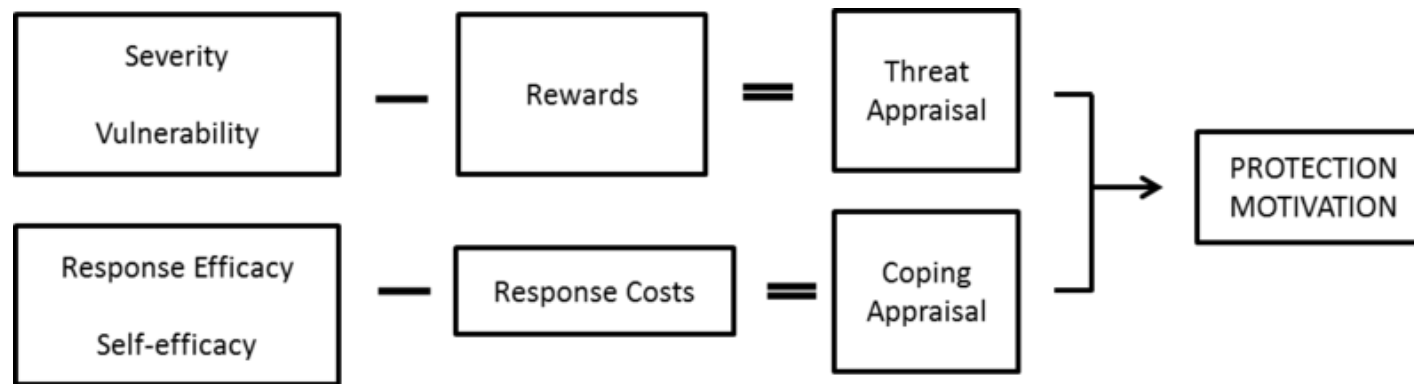 Severity
Vulnerability
Rewards
Threat
Appraisal
Response Efficacy
Self-efficacy
Response Costs
Coping
Appraisal
PROTECTION
MOTIVATION